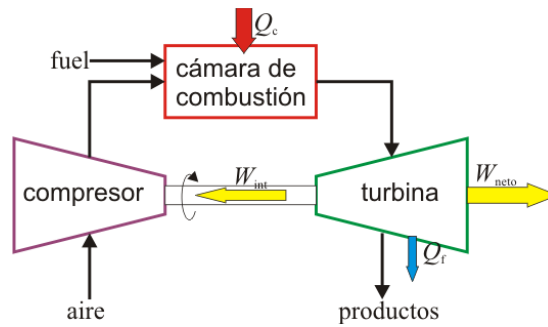 Qc
fuel
cámara de
combustión
compresor
Wint
turbina
Wneto
Qf
aire
productos